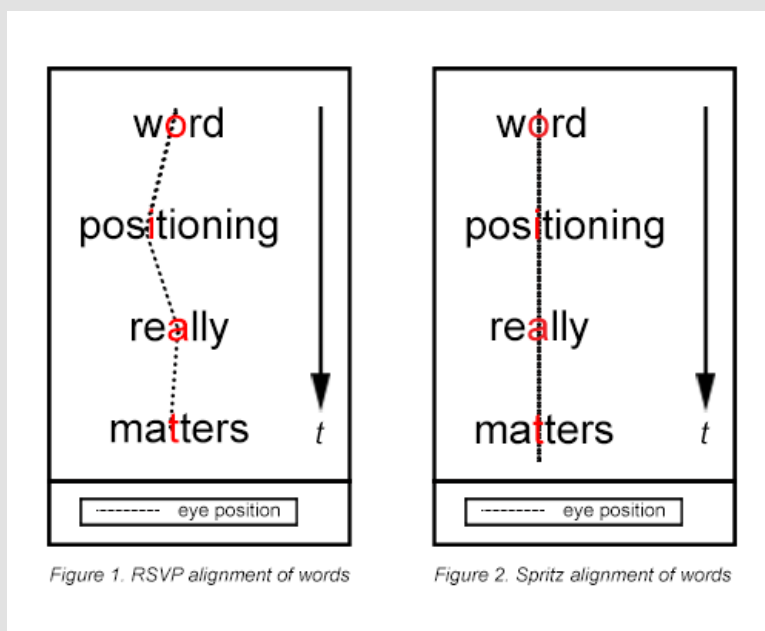 word
positioning
really
matters
t
eye position
Figure 1. RSVP alignment of words
word
positioning
really
matters
t
eye position
Figure 2. Spritz alignment of words